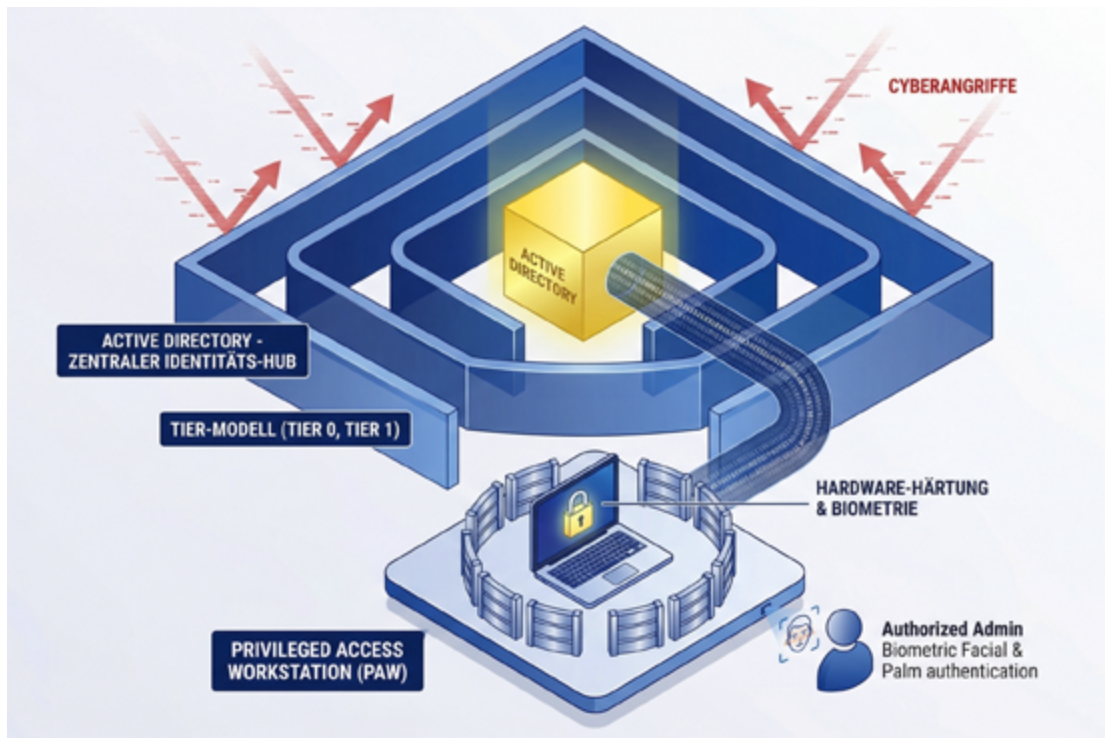 CYBERANGRIFFE
ACTIVE
DIRECTORY
ACTIVE DIRECTORY -
ZENTRALER IDENTITÄTS-HUB
TIER-MODELL (TIER 0, TIER 1)
HARDWARE-HÄRTUNG
& BIOMETRIE
PRIVILEGED ACCESS
WORKSTATION (PAW)
Authorized Admin
Biometric Facial &
Palm authentication